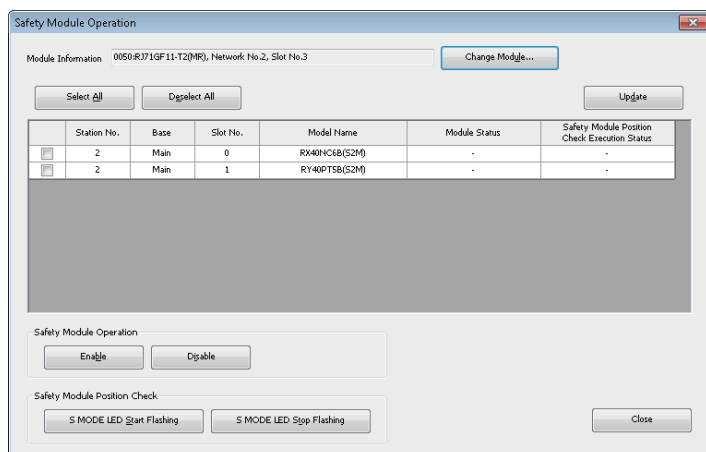 Safety Module Operation
Module Information 0050:RJ71GF11-T2(MR), Network No.2, Slot No.3 Change Module...
Select All Deselect All Update
Station No. Base Slot No. Model Name Module Status Safety Module Position
Check Execution Status
2 Main 0 RX40NC6B(S2M) - -
2 Main 1 RY40PT5B(S2M) - -
Safety Module Operation
Enable Disable
Safety Module Position Check
S MODE LED Start Flashing S MODE LED Stop Flashing Close